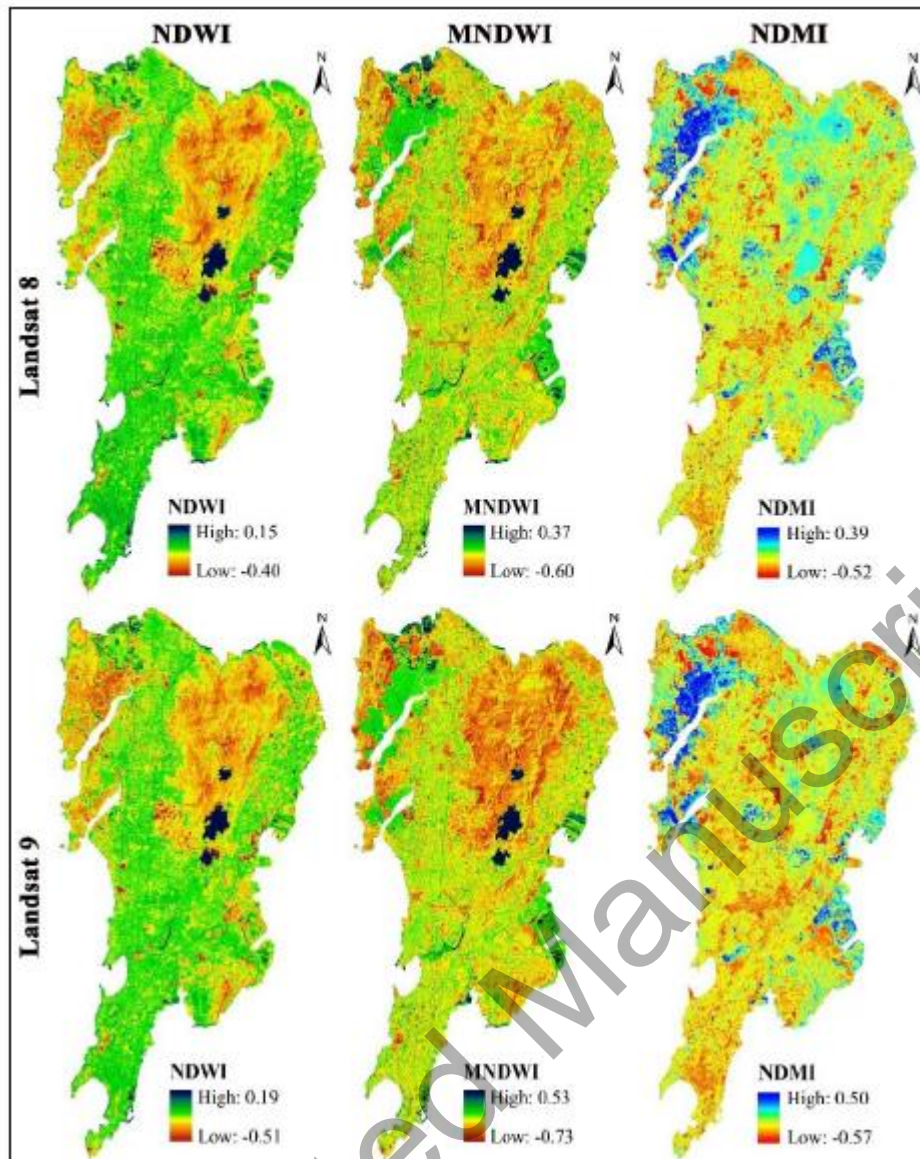 NDWI MNDWI NDMI
N N N
Landsat 8
NDWI MNDWI NDMI
High: 0.15 High: 0.37 High: 0.39
Low: -0.40 Low: -0.60 Low: -0.52
N N N
Landsat 9
NDWI MNDWI NDMI
High: 0.19 High: 0.53 High: 0.50
Low: -0.51 Low: -0.73 Low: -0.57
ed Manuscri